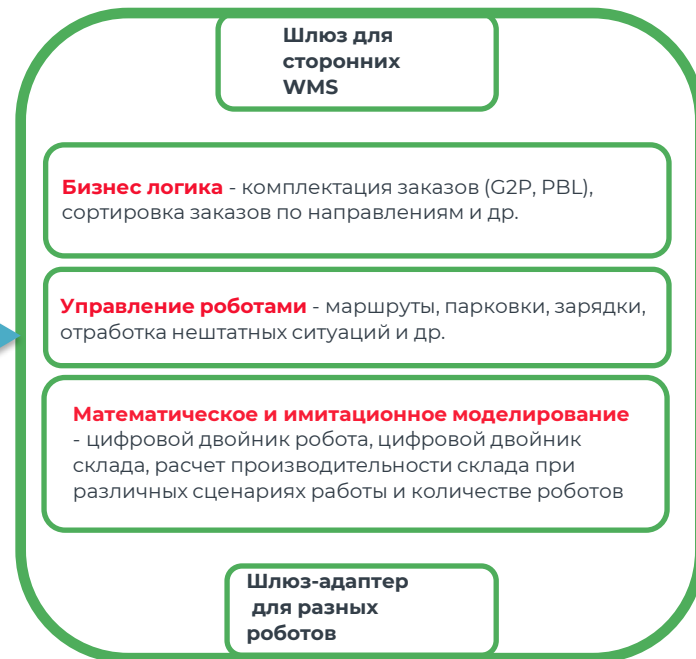 Шлюз для
сторонних
WMS
Бизнес логика - комплектация заказов (G2P, PBL),
сортировка заказов по направлениям и др.
Управление роботами - маршруты, парковки, зарядки,
отработка нештатных ситуаций и др.
Математическое и имитационное моделирование
- цифровой двойник робота, цифровой двойник
склада, расчет производительности склада при
различных сценариях работы и количестве роботов
Шлюз-адаптер
для разных
роботов